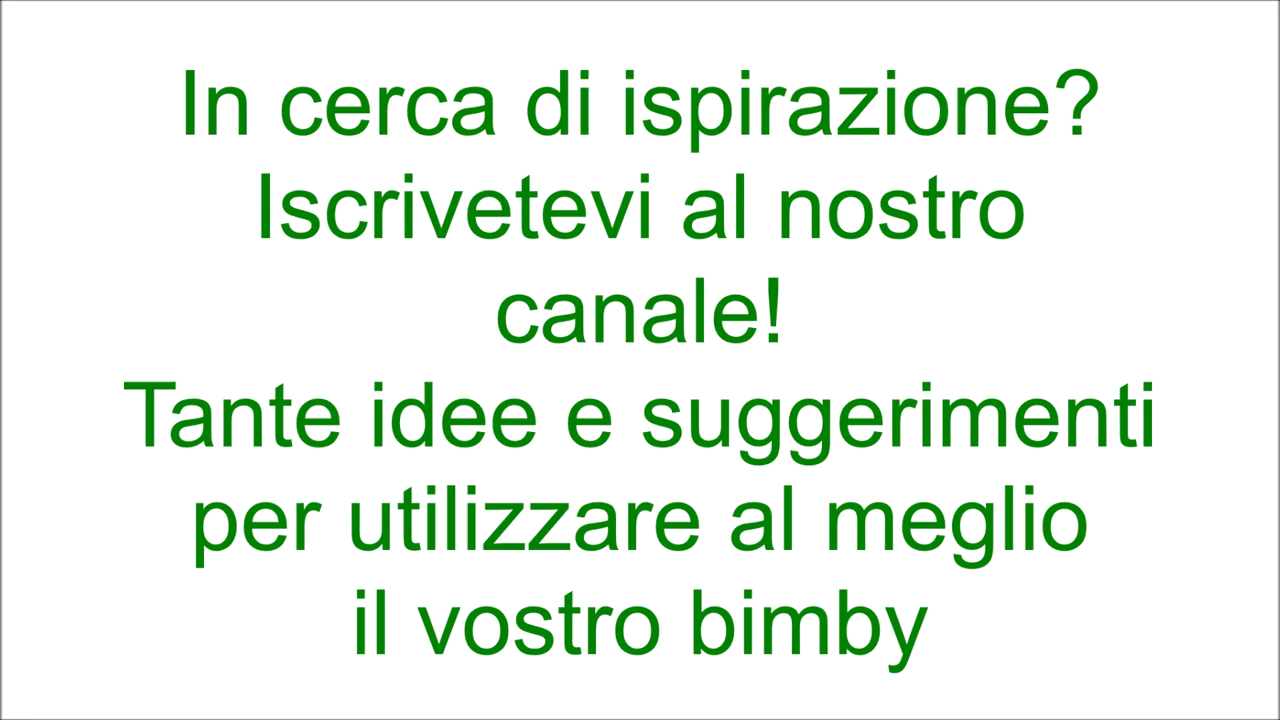 In cerca di ispirazione?
Iscrivetevi al nostro
canale!
Tante idee e suggerimenti
per utilizzare al meglio
il vostro bimby